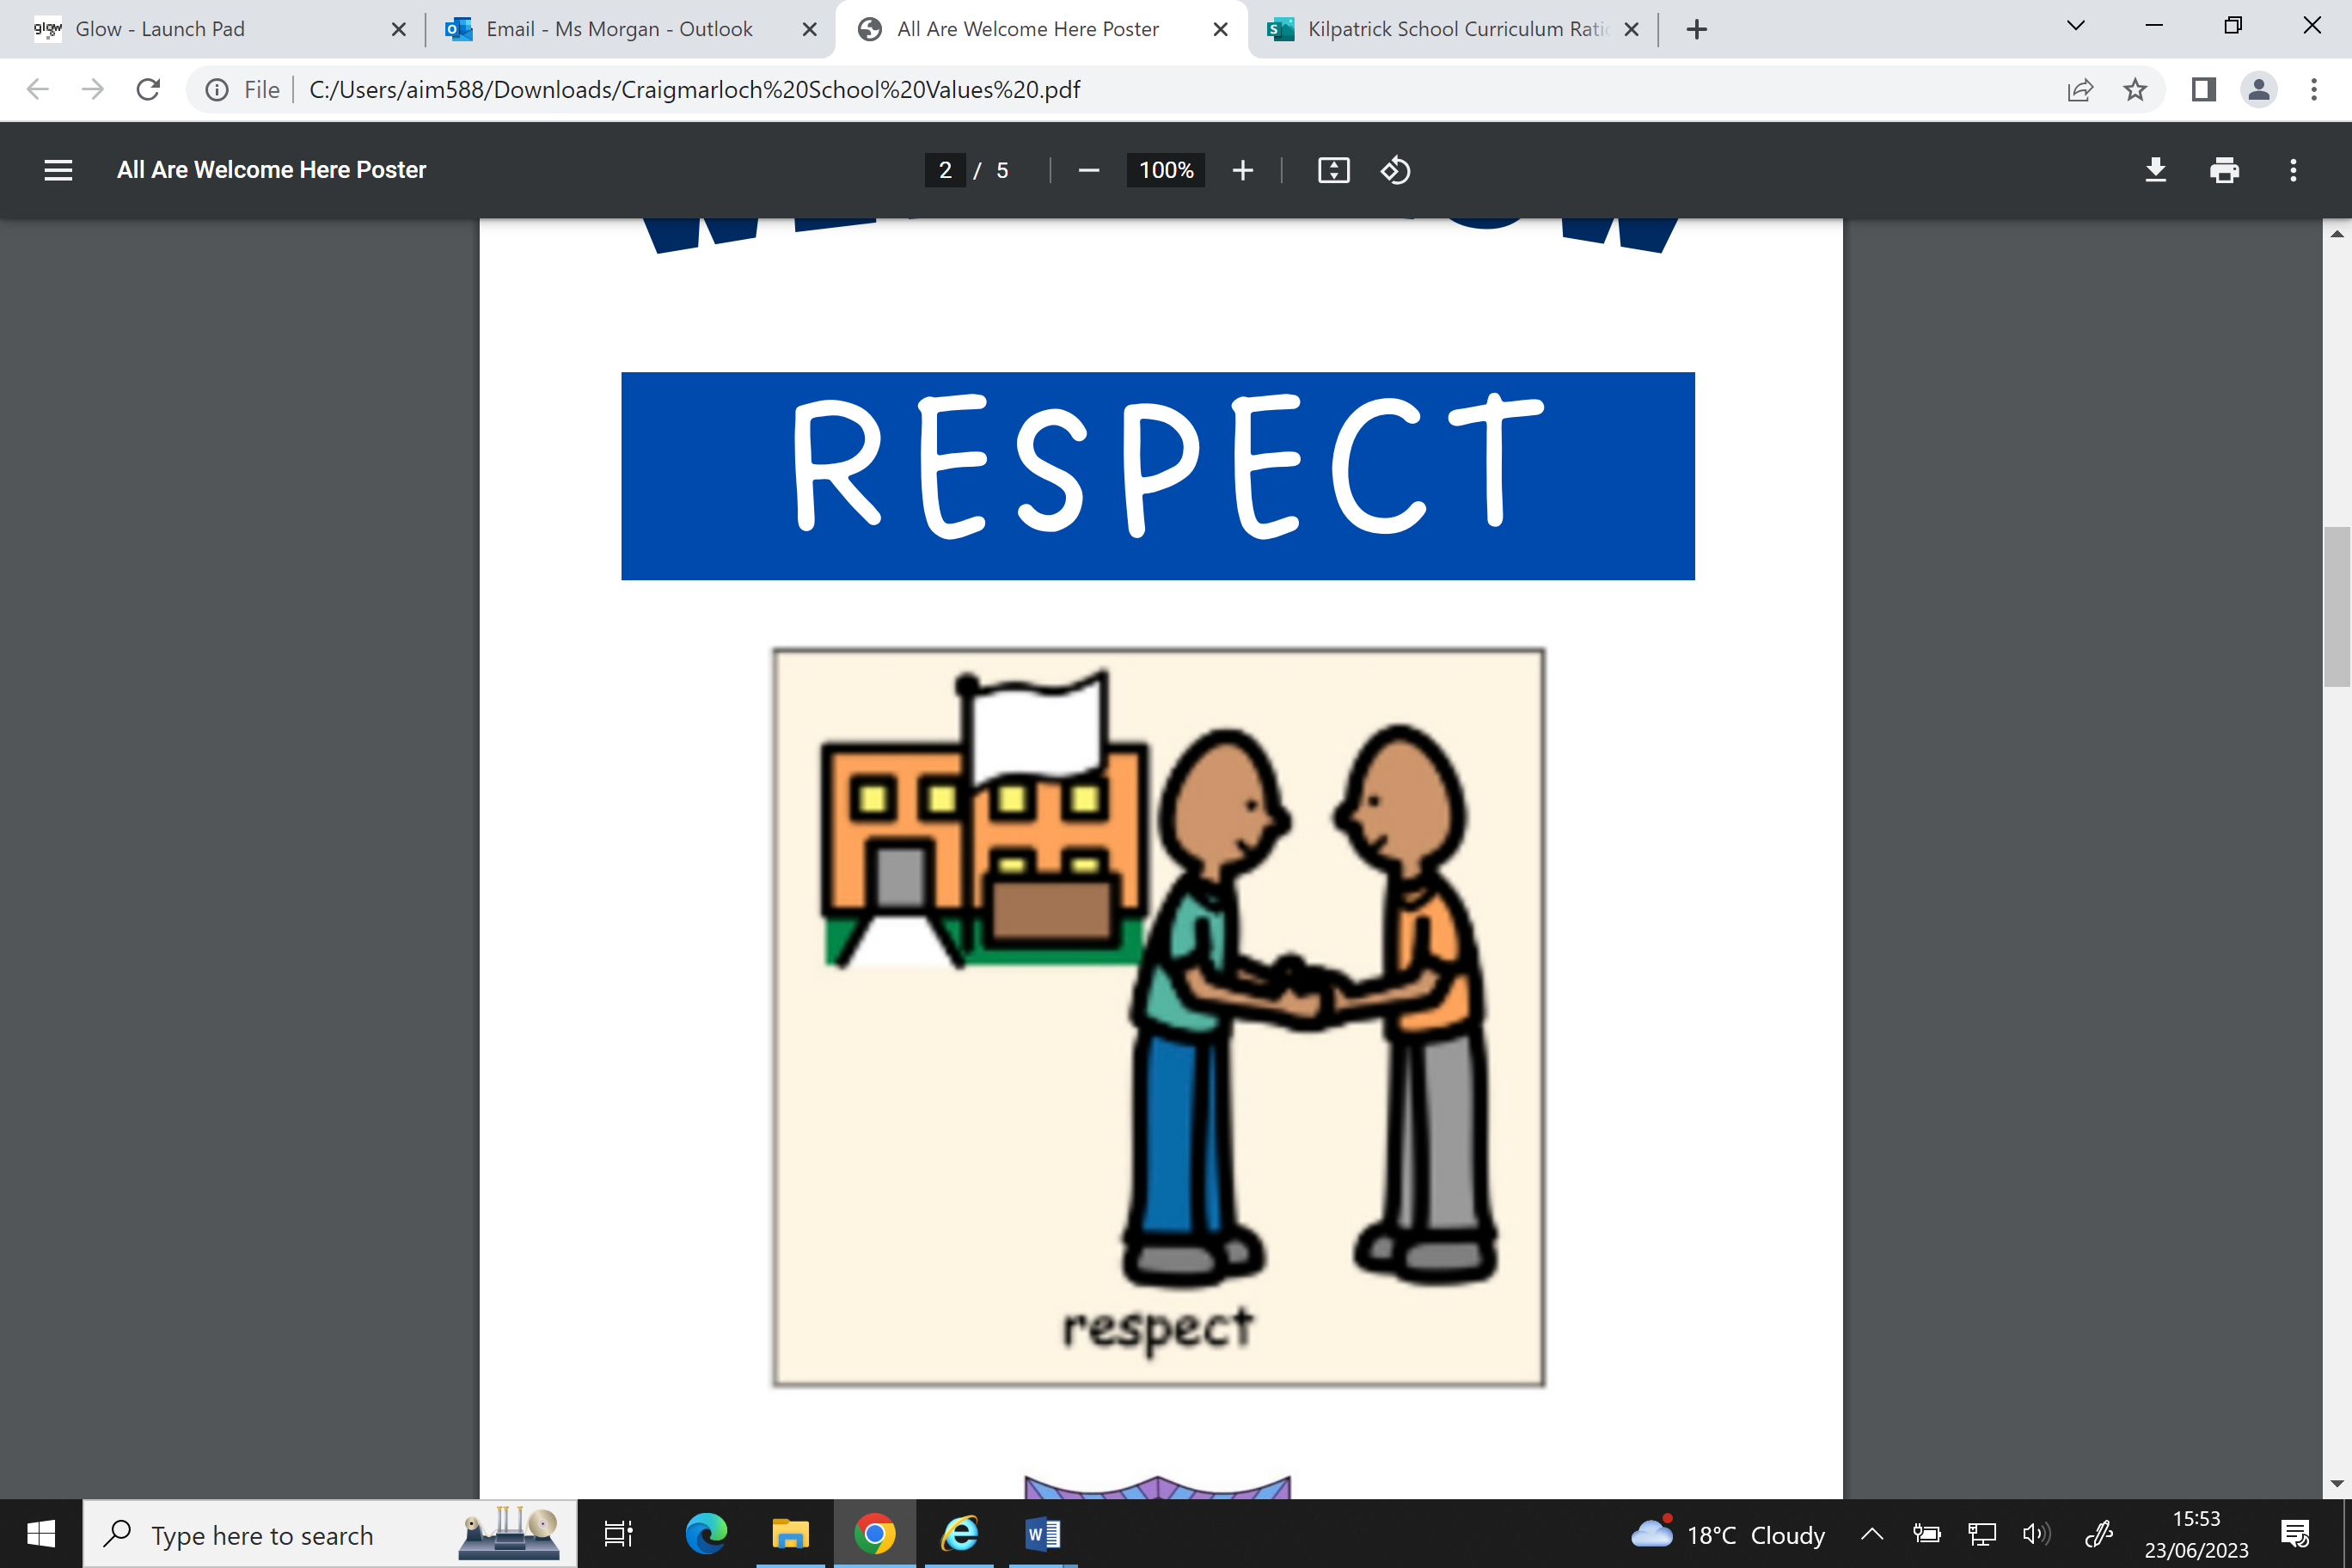 glow Glow - Launch Pad
Email - Ms Morgan - Outlook
All Are Welcome Here Poster
Kilpatrick School Curriculum Ratio
File C:/Users/aim588/Downloads/Craigmarloch%20School%20Values%20.pdf
All Are Welcome Here Poster
2 / 5
100%
RESPECT
respect
Type here to search
18°C Cloudy
15:53
23/06/2023